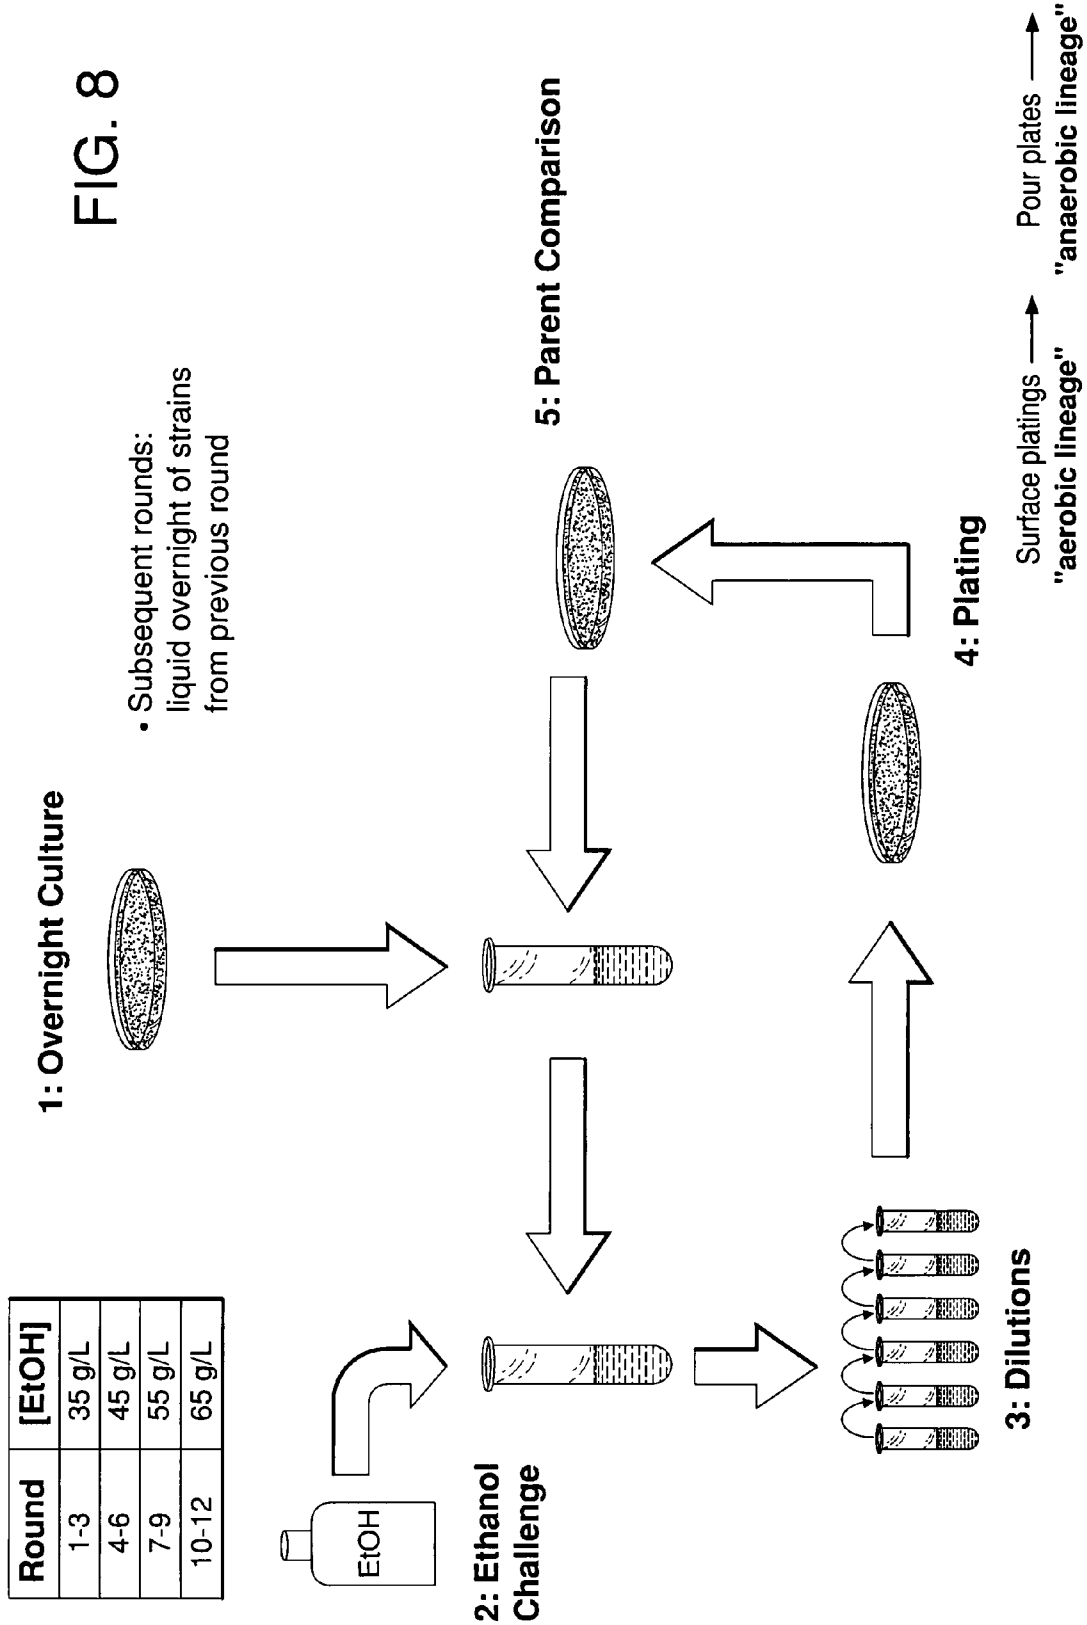 FIG. 8
Round [EtOH]
1-3 35 g/L
4-6 45 g/L
7-9 55 g/L
10-12 65 g/L
1: Overnight Culture
• Subsequent rounds:
liquid overnight of strains
from previous round
EtOH
2: Ethanol
Challenge
3: Dilutions
4: Plating
5: Parent Comparison
Surface platings
"aerobic lineage"
Pour plates
"anaerobic lineage"